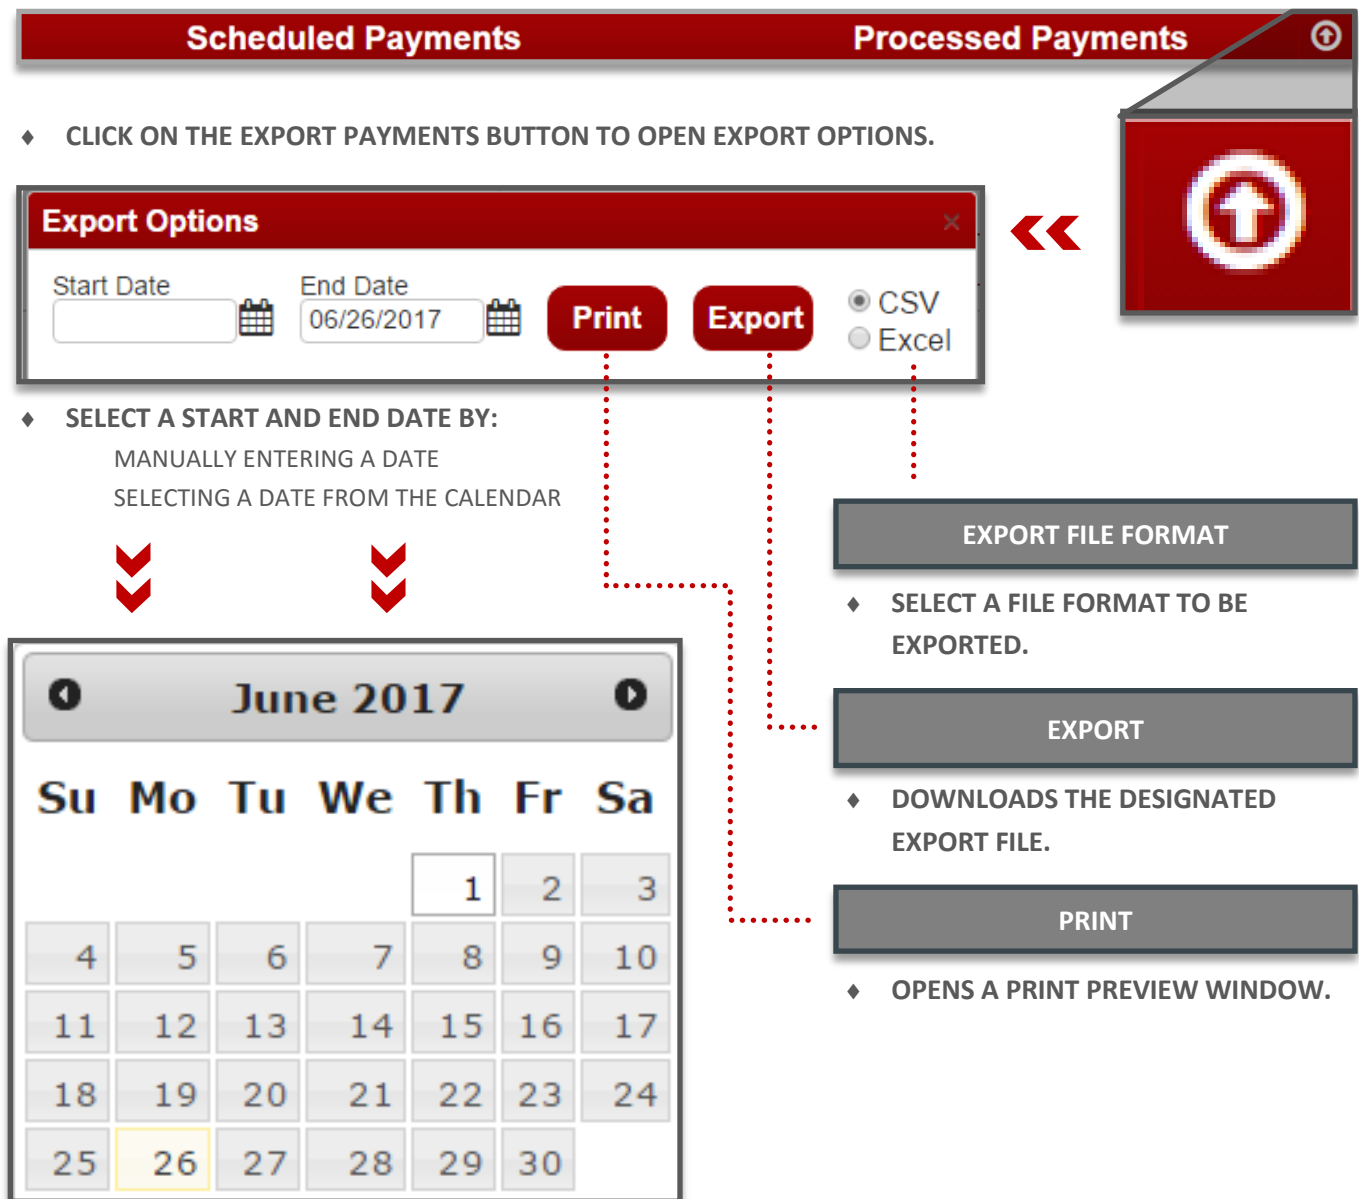 Scheduled Payments Processed Payments
♦ CLICK ON THE EXPORT PAYMENTS BUTTON TO OPEN EXPORT OPTIONS.
Export Options ×
Start Date End Date
06/26/2017 Print Export CSV
Excel
♦ SELECT A START AND END DATE BY:
MANUALLY ENTERING A DATE
SELECTING A DATE FROM THE CALENDAR
June 2017
Su Mo Tu We Th Fr Sa
1 2 3
4 5 6 7 8 9 10
11 12 13 14 15 16 17
18 19 20 21 22 23 24
25 26 27 28 29 30
EXPORT FILE FORMAT
♦ SELECT A FILE FORMAT TO BE
EXPORTED.
EXPORT
♦ DOWNLOADS THE DESIGNATED
EXPORT FILE.
PRINT
♦ OPENS A PRINT PREVIEW WINDOW.